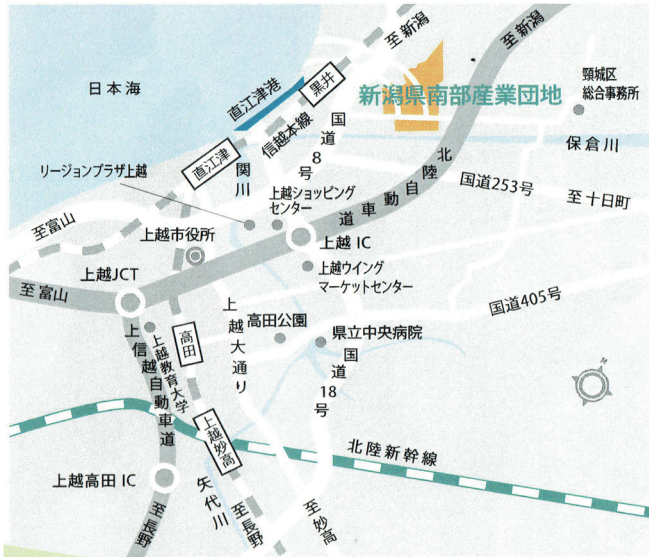 至新潟
至新潟
日本海
直江津港
黒井
新潟県南部産業団地
頸城区
総合事務所
信越本線
国道8号
保倉川
直江津
関川
リージョンプラザ上越
上越ショッピング
センター
北陸自動車道
国道253号
至十日町
至富山
上越市役所
上越IC
上越JCT
上越ウイング
マーケットセンター
至富山
国道405号
上越大通り
高田公園
県立中央病院
高田
上越教育大学
上信越自動車道
国道18号
N
上越妙高
北陸新幹線
上越高田IC
矢代川
至長野
至長野
至妙高